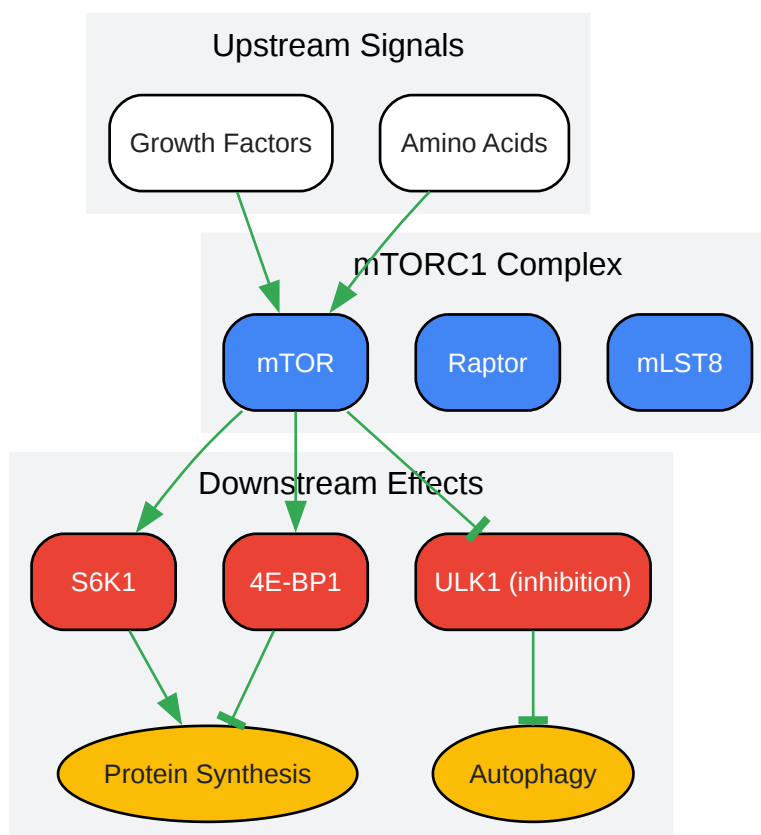 Upstream Signals
Growth Factors
Amino Acids
mTORC1 Complex
mTOR
Raptor
mLST8
Downstream Effects
S6K1
4E-BP1
ULK1 (inhibition)
Protein Synthesis
Autophagy